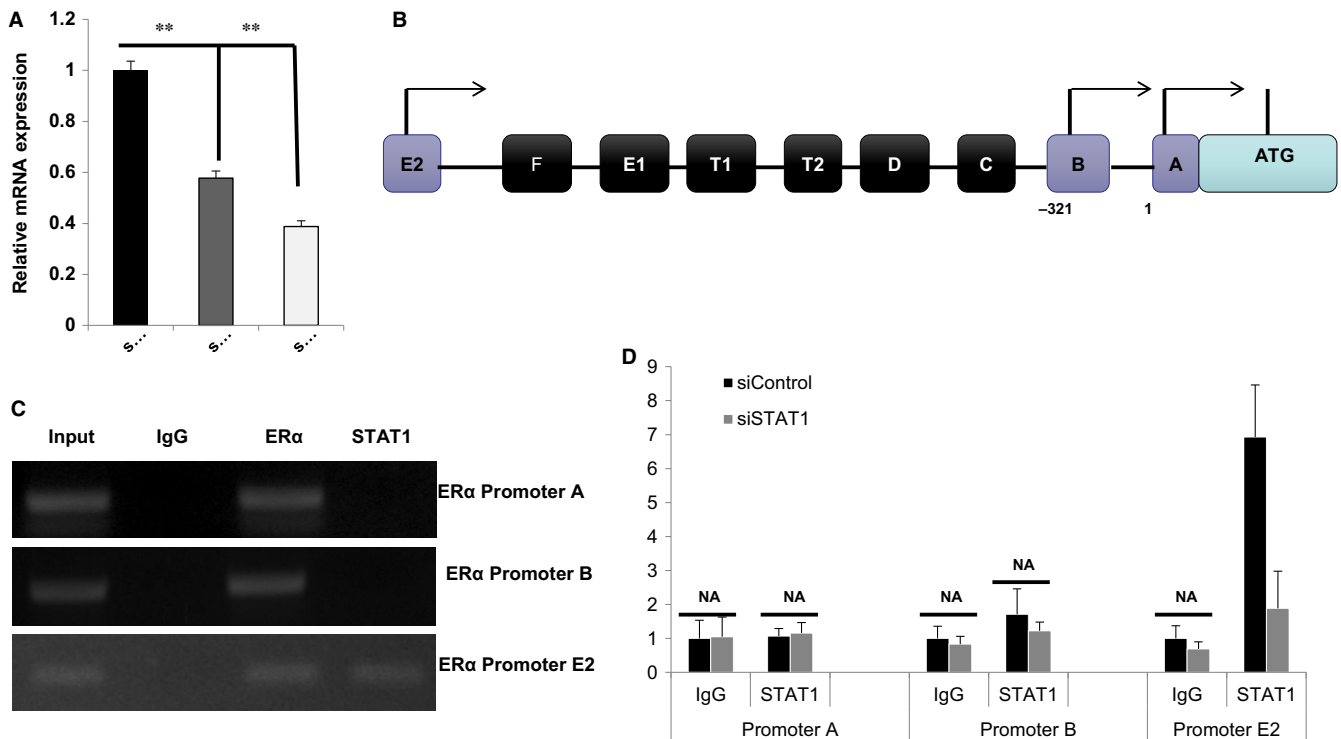 A
Relative mRNA expression
1.2
1
0.8
0.6
0.4
0.2
0
** **
s... s... s...
B
E2 F E1 T1 T2 D C B A ATG
–321 1
C
Input IgG ERα STAT1
ERα Promoter A
ERα Promoter B
ERα Promoter E2
D
9
8
7
6
5
4
3
2
1
0
siControl
siSTAT1
NA NA NA NA NA
IgG STAT1 IgG STAT1 IgG STAT1
Promoter A Promoter B Promoter E2